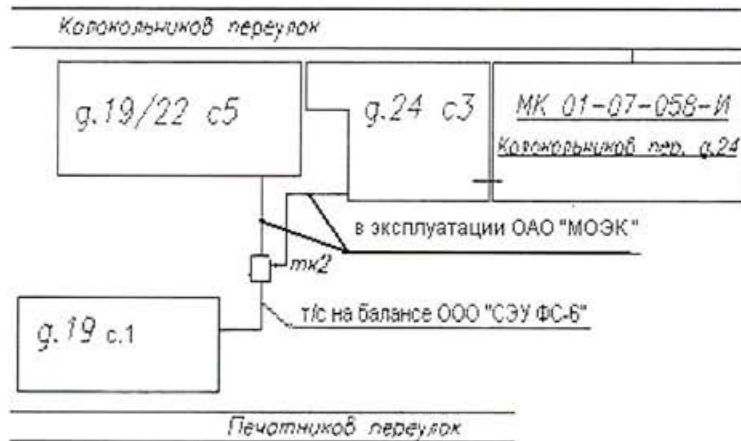 Колокольников переулок
д.19/22 с5
д.24 с3
МК 01-07-058-И
Колокольников пер. д.24
в эксплуатации ОАО "МОЭК"
тк2
т/с на балансе ООО "СЭУ ФС-6"
д.19 с.1
Печатников переулок